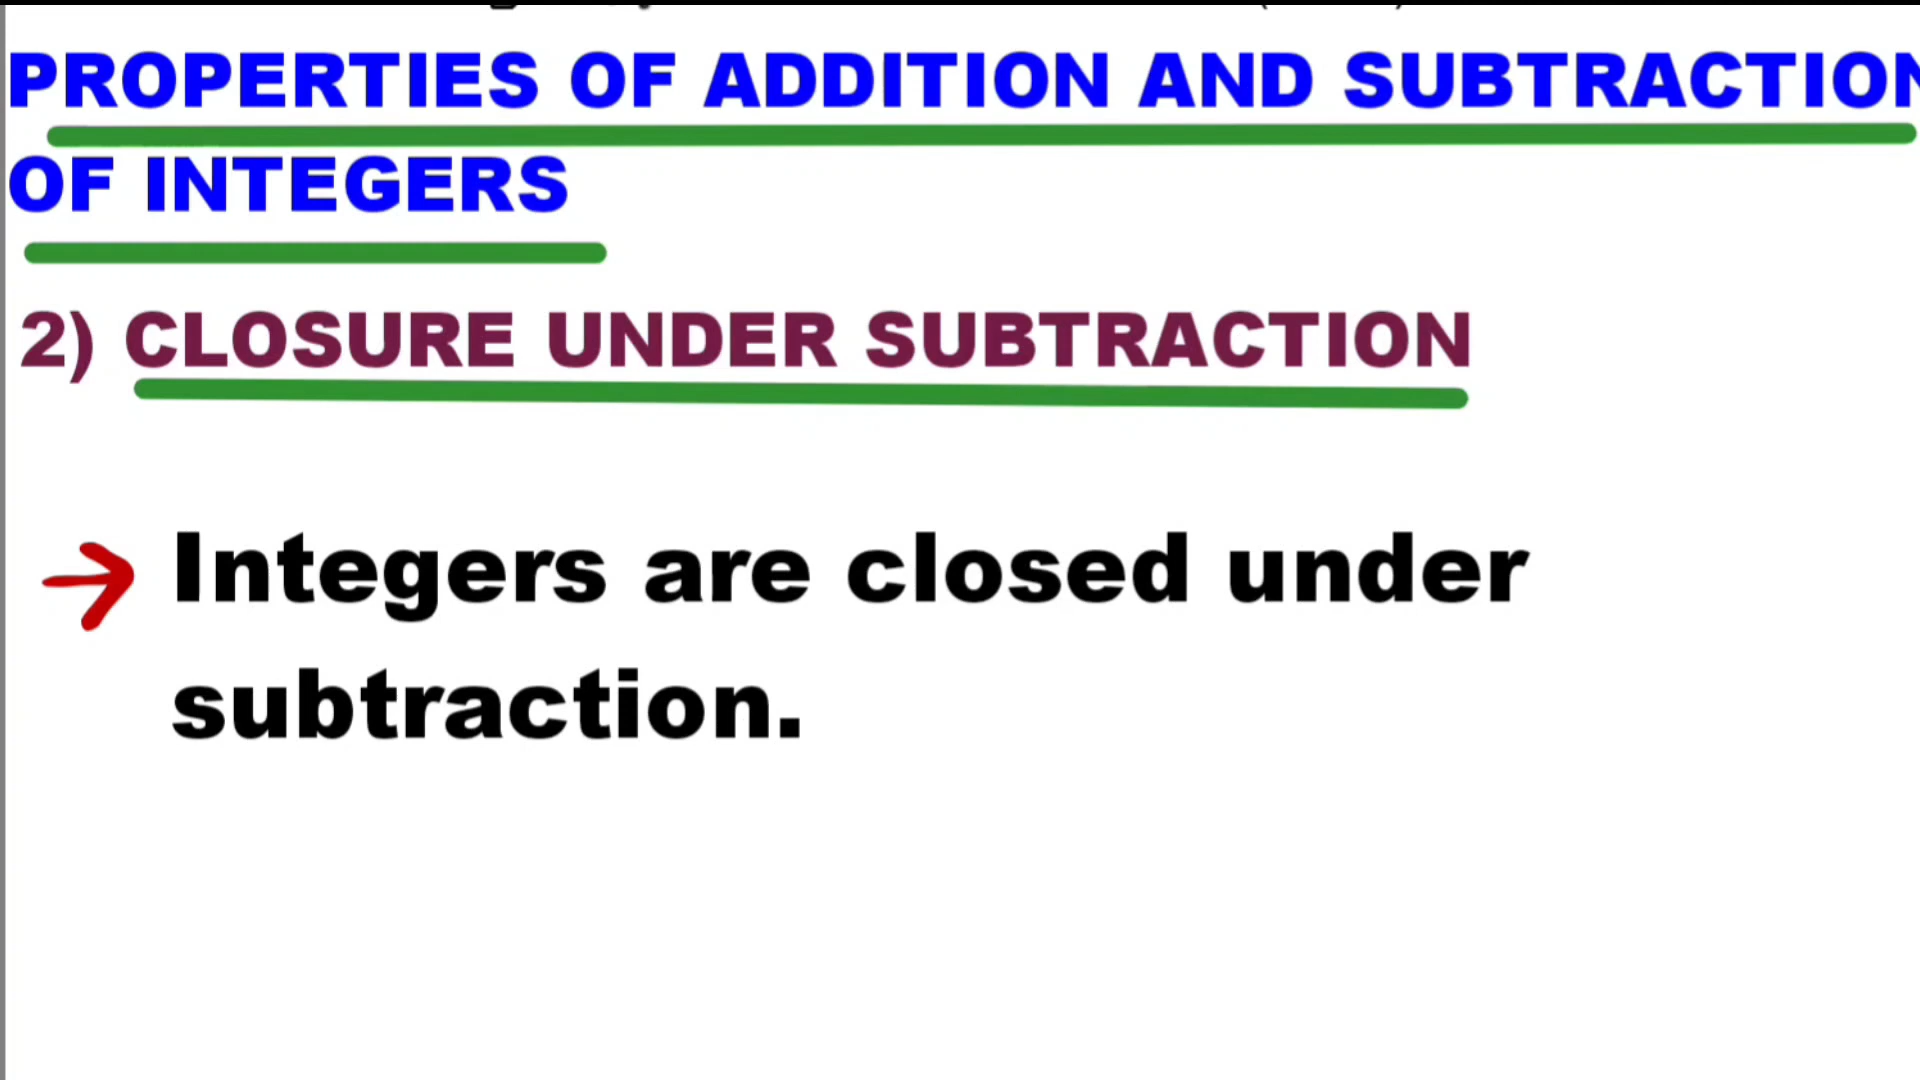 PROPERTIES OF ADDITION AND SUBTRACTION
OF INTEGERS
2) CLOSURE UNDER SUBTRACTION
Integers are closed under
subtraction.